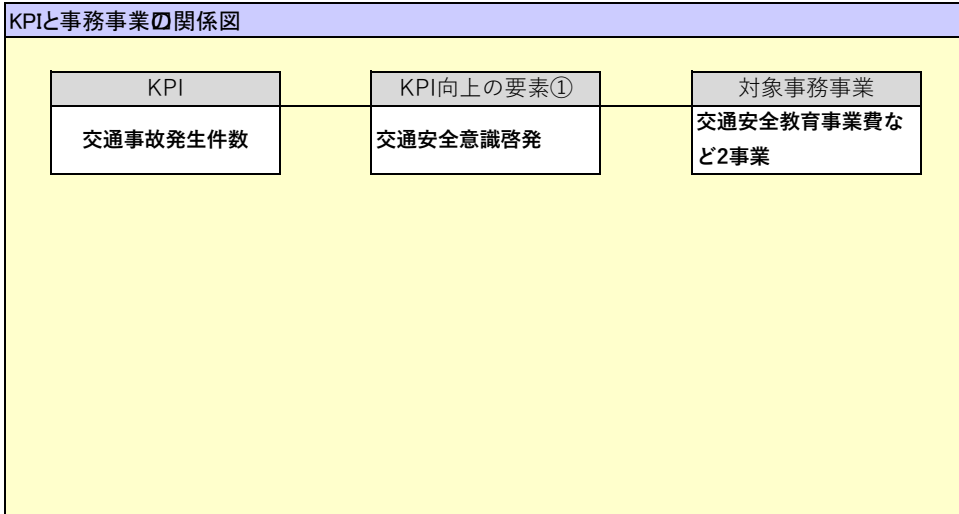 KPIと事務事業の関係図
KPI
KPI向上の要素①
対象事務事業
交通事故発生件数
交通安全意識啓発
交通安全教育事業費な
ど2事業